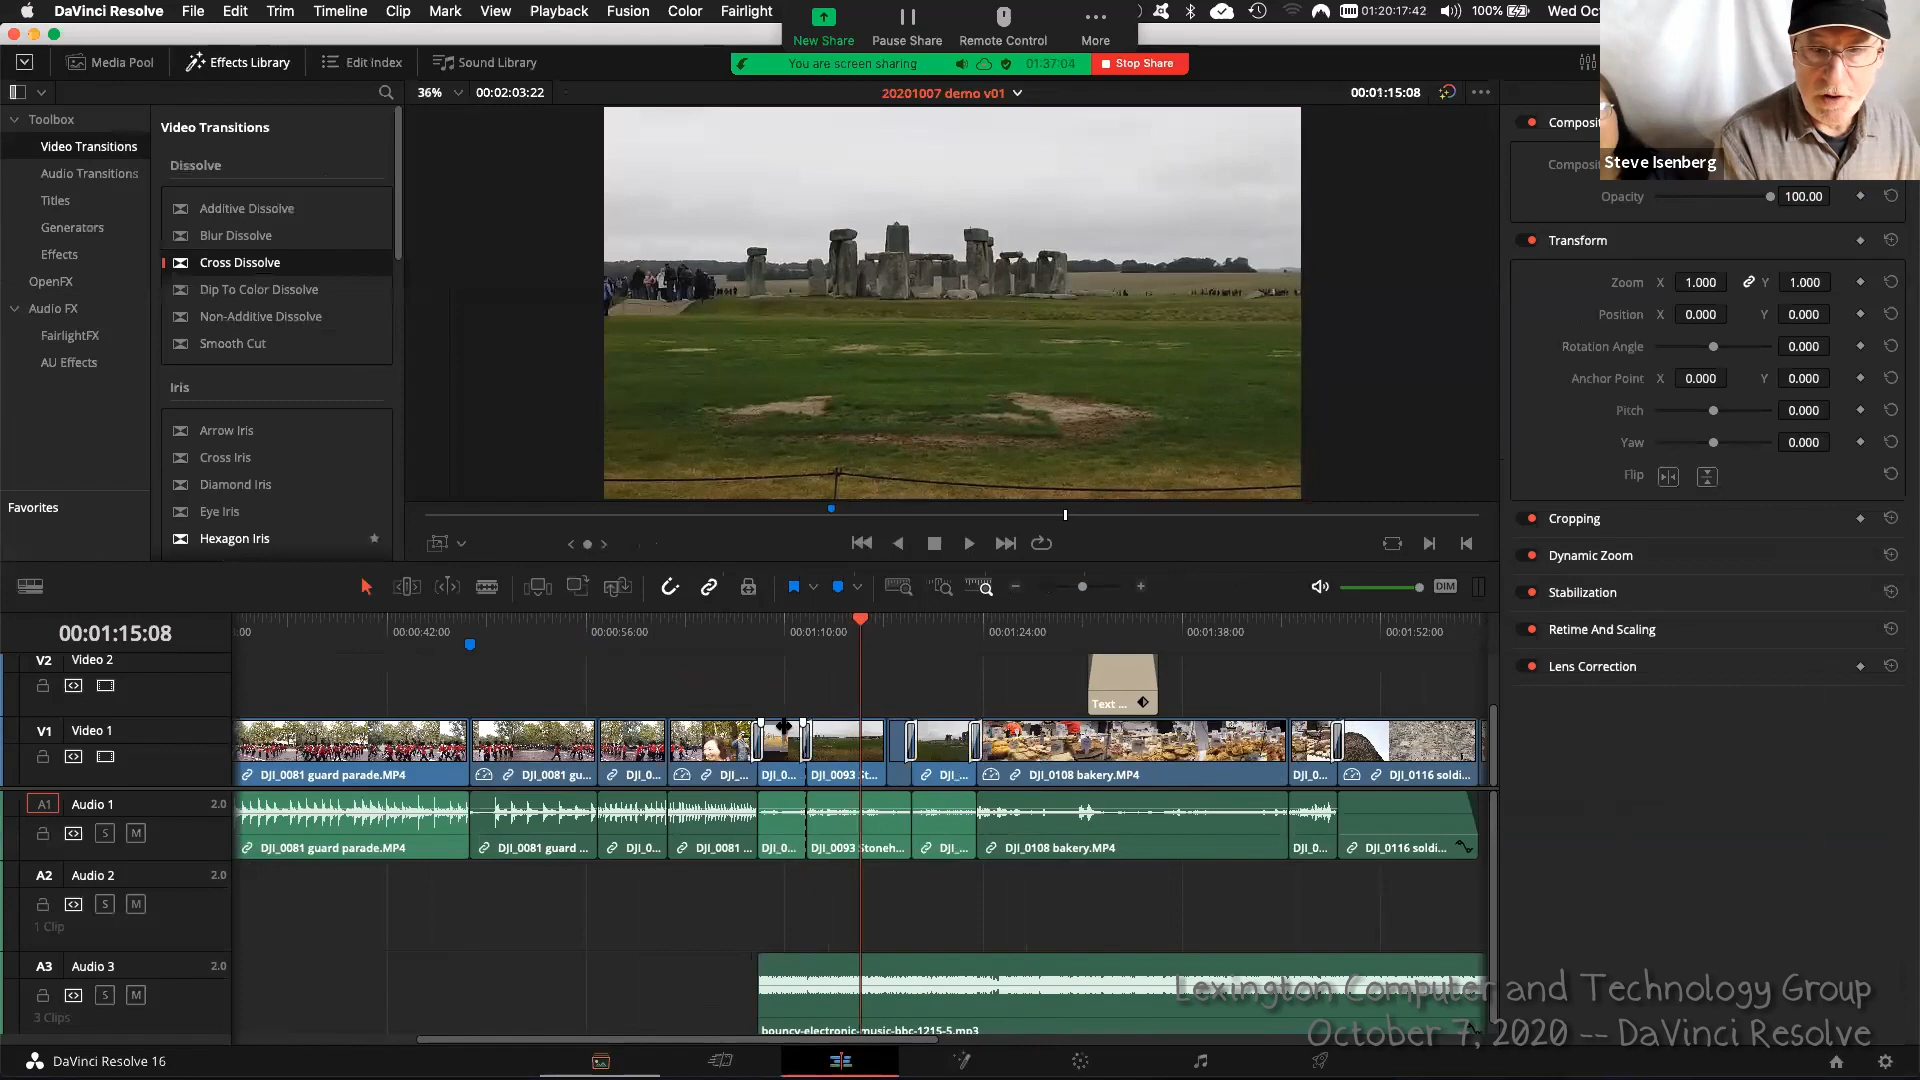 DaVinci Resolve File Edit Trim Timeline Clip Mark View Playback Fusion Color Fairlight
01:20:17:42 100% Wed Oc
New Share Pause Share Remote Control More
You are screen sharing 01:37:04 Stop Share
Media Pool Effects Library Edit Index Sound Library
36% 00:02:03:22 20201007 demo v01 00:01:15:08
Toolbox
Video Transitions
Audio Transitions
Titles
Generators
Effects
OpenFX
Audio FX
FairlightFX
AU Effects
Favorites
Video Transitions
Dissolve
Additive Dissolve
Blur Dissolve
Cross Dissolve
Dip To Color Dissolve
Non-Additive Dissolve
Smooth Cut
Iris
Arrow Iris
Cross Iris
Diamond Iris
Eye Iris
Hexagon Iris
Steve Isenberg
Composi
Compos
Opacity 100.00
Transform
Zoom X 1.000 Y 1.000
Position X 0.000 Y 0.000
Rotation Angle 0.000
Anchor Point X 0.000 Y 0.000
Pitch 0.000
Yaw 0.000
Flip
Cropping
Dynamic Zoom
Stabilization
Retime And Scaling
Lens Correction
DIM
00:01:15:08
:00 00:00:42:00 00:00:56:00 00:01:10:00 00:01:24:00 00:01:38:00 00:01:52:00
V2 Video 2
Text ...
V1 Video 1
DJI_0081 guard parade.MP4 DJI_0081 gu... DJI_0... DJI_... DJI_0... DJI_0093 St... DJI_... DJI_0108 bakery.MP4 DJI_0... DJI_0116 soldi...
A1 Audio 1 2.0
S M
DJI_0081 guard parade.MP4 DJI_0081 guard ... DJI_0... DJI_0081 ... DJI_0... DJI_0093 Stoneh... DJI_... DJI_0108 bakery.MP4 DJI_0... DJI_0116 soldi...
A2 Audio 2 2.0
S M
1 Clip
A3 Audio 3 2.0
S M
3 Clips
bouncy-electronic-music-bbc-1215-5.mp3
Lexington Computer and Technology Group
October 7, 2020 -- DaVinci Resolve
DaVinci Resolve 16